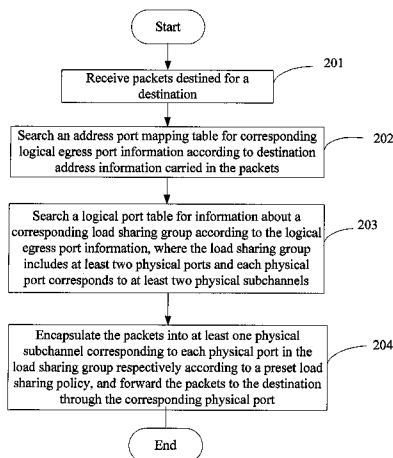 Start
201
Receive packets destined for a
destination
202
Search an address port mapping table for corresponding
logical egress port information according to destination
address information carried in the packets
203
Search a logical port table for information about a
corresponding load sharing group according to the logical
egress port information, where the load sharing group
includes at least two physical ports and each physical
port corresponds to at least two physical subchannels
204
Encapsulate the packets into at least one physical
subchannel corresponding to each physical port in the
load sharing group respectively according to a preset load
sharing policy, and forward the packets to the destination
through the corresponding physical port
End